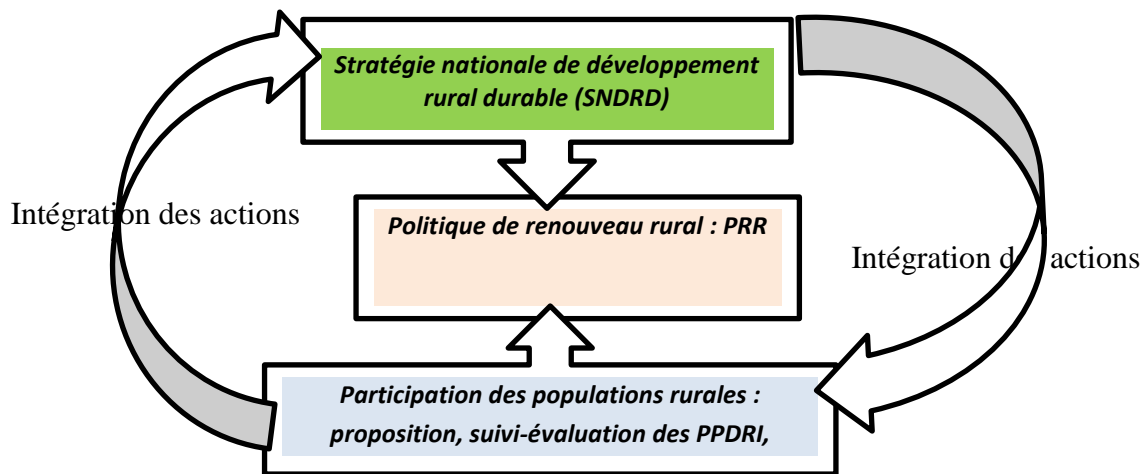 Stratégie nationale de développement
rural durable (SNDRD)
Intégration des actions
Politique de renouveau rural : PRR
Intégration des actions
Participation des populations rurales :
proposition, suivi-évaluation des PPDRI,